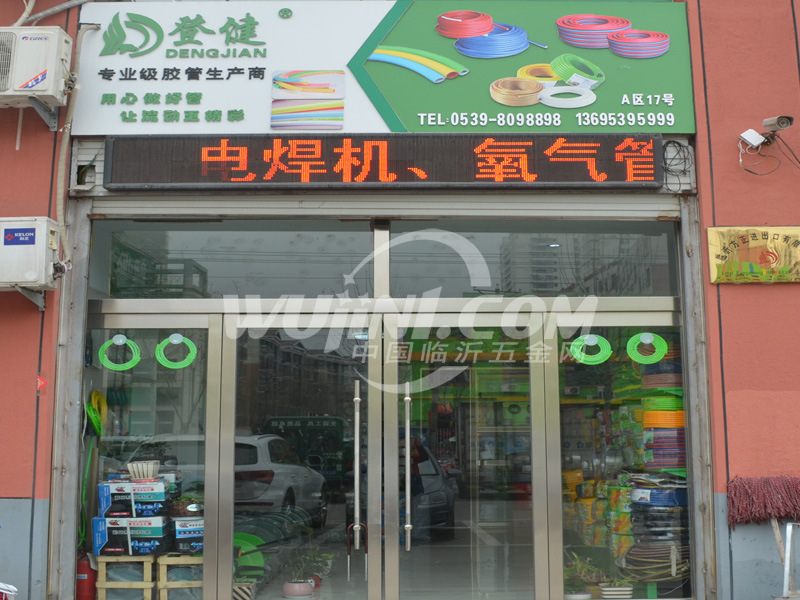 登健®
DENGJIAN
专业级胶管生产商
用心做好管
让流动更精彩
A区17号
TEL:0539-8098898 13695395999
电焊机、氧气管
KELON
WUJINI.COM
中国临沂五金网